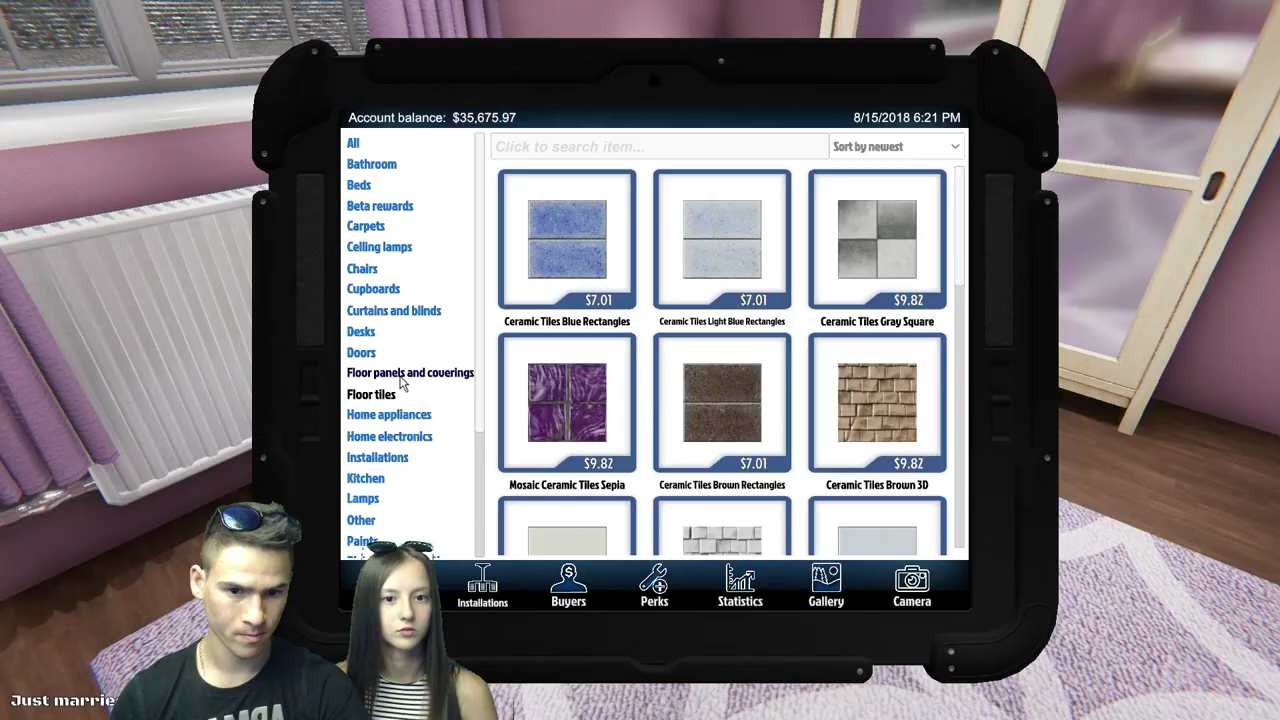 Account balance: $35,675.97
8/15/2018 6:21 PM
All
Bathroom
Beds
Beta rewards
Carpets
Ceiling lamps
Chairs
Cupboards
Curtains and blinds
Desks
Doors
Floor panels and coverings
Floor tiles
Home appliances
Home electronics
Installations
Kitchen
Lamps
Other
Paints
Click to search item...
Sort by newest
$7.01
$7.01
$9.82
Ceramic Tiles Blue Rectangles
Ceramic Tiles Light Blue Rectangles
Ceramic Tiles Gray Square
$9.82
$7.01
$9.82
Mosaic Ceramic Tiles Sepia
Ceramic Tiles Brown Rectangles
Ceramic Tiles Brown 3D
Installations
Buyers
Perks
Statistics
Gallery
Camera
Just marrie